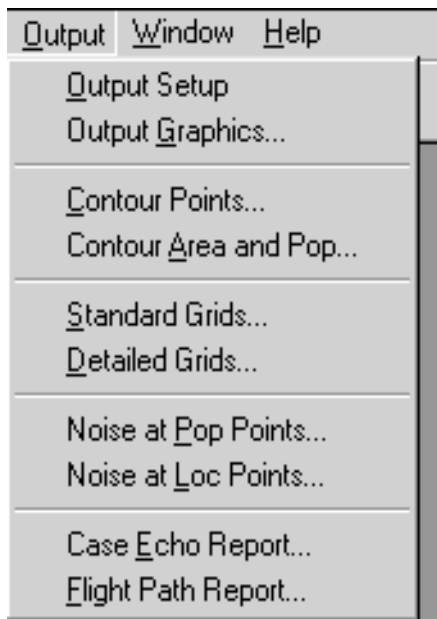 Output Window Help
Output Setup
Output Graphics...
Contour Points...
Contour Area and Pop...
Standard Grids...
Detailed Grids...
Noise at Pop Points...
Noise at Loc Points...
Case Echo Report...
Flight Path Report...